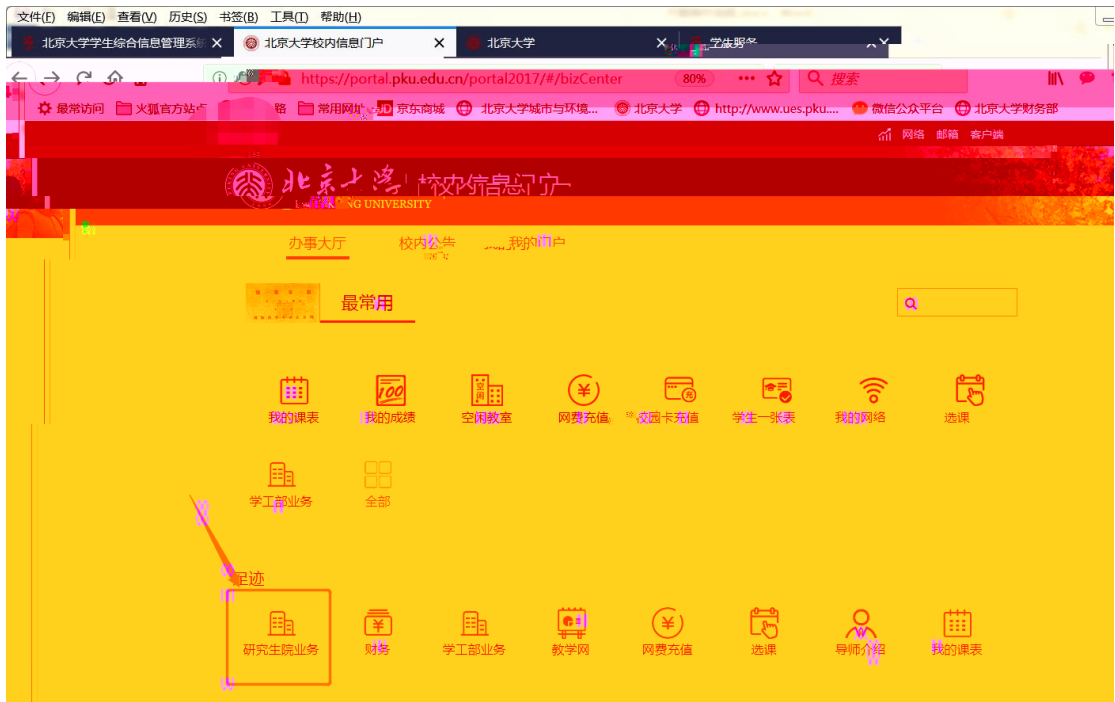 文件(F) 编辑(E) 查看(V) 历史(S) 书签(B) 工具(T) 帮助(H)
北京大学学生综合信息管理系统 北京大学校内信息门户 北京大学
https://portal.pku.edu.cn/portal2017/#/bizCenter 80% 搜索
最常访问 火狐官方站点 常用网址 JD 京东商城 北京大学城市与环境... 北京大学 http://www.ues.pku.... 微信公众平台 北京大学财务部
网络 邮箱 客户端
北京大学 校内信息门户
NG UNIVERSITY
办事大厅 校内公告 我的门户
最常用
我的课表 我的成绩 空闲教室 网费充值 校园卡充值 学生一张表 我的网络 选课
学工部业务 全部
足迹
研究生院业务 财务 学工部业务 教学网 网费充值 选课 导师介绍 我的课表